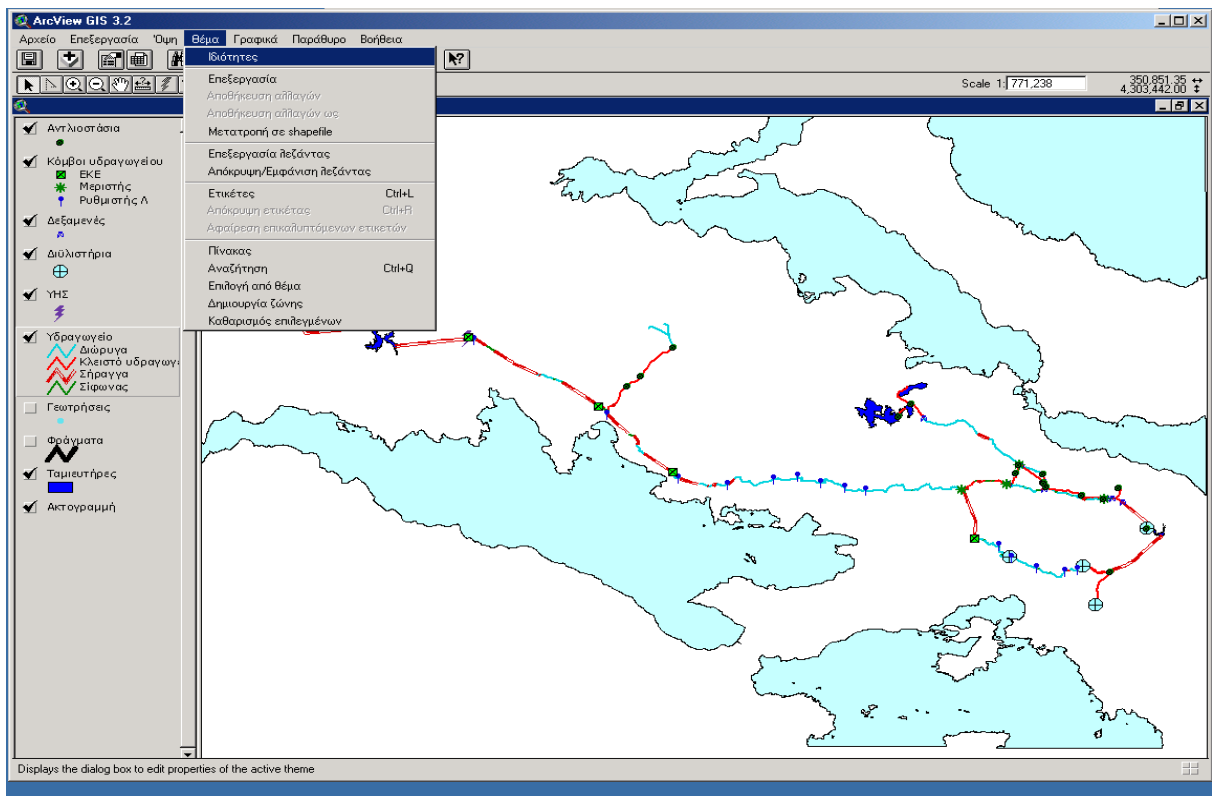 ArcView GIS 3.2
Αρχείο Επεξεργασία Όψη Θέμα Γραφικά Παράθυρο Βοήθεια
Scale 1: 771,238
350,851.35
4,303,442.00
Ιδιότητες
Επεξεργασία
Αποθήκευση αλλαγών
Αποθήκευση αλλαγών ως
Μετατροπή σε shapefile
Επεξεργασία λεζάντας
Απόκρυψη/Εμφάνιση λεζάντας
Ετικέτες Ctrl+L
Απόκρυψη ετικέτας Ctrl+R
Αφαίρεση επικαλυπτόμενων ετικετών
Πίνακας
Αναζήτηση Ctrl+Q
Επιλογή από θέμα
Δημιουργία ζώνης
Καθαρισμός επιλεγμένων
Αντλιοστάσια
Κόμβοι υδραγωγείου
ΕΚΕ
Μεριστής
Ρυθμιστής Λ
Δεξαμενές
Διϋλιστήρια
ΥΗΣ
Υδραγωγείο
Διώρυγα
Κλειστό υδραγωγε
Σήραγγα
Σίφωνας
Γεωτρήσεις
Φράγματα
Ταμιευτήρες
Ακτογραμμή
Displays the dialog box to edit properties of the active theme